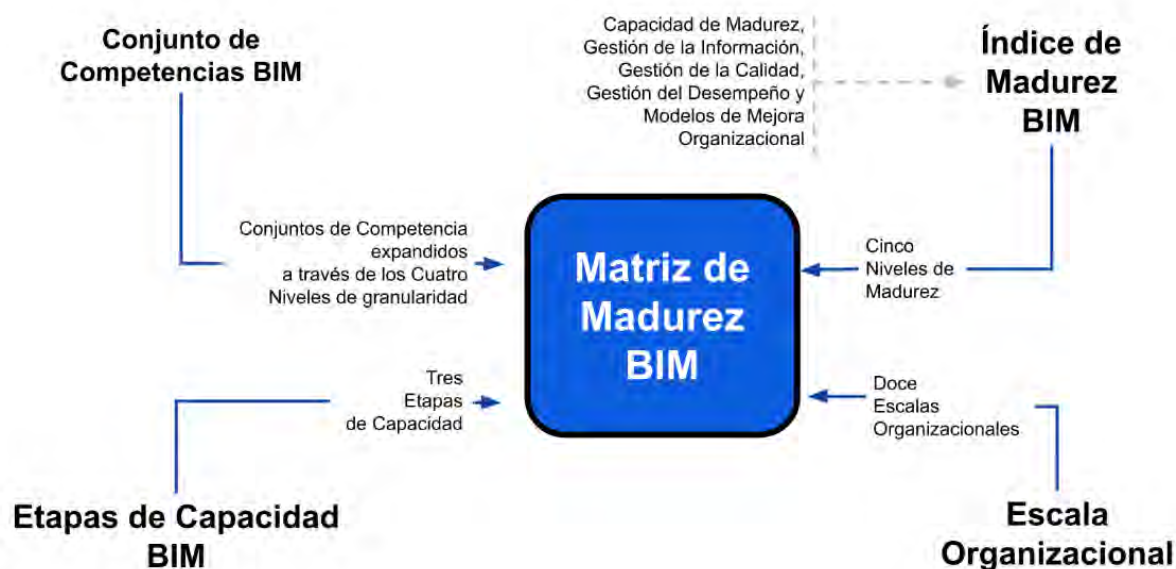 Conjunto de
Competencias BIM
Capacidad de Madurez,
Gestión de la Información,
Gestión de la Calidad,
Gestión del Desempeño y
Modelos de Mejora
Organizacional
Índice de
Madurez
BIM
Conjuntos de Competencia
expandidos
a través de los Cuatro
Niveles de granularidad
Matriz de
Madurez
BIM
Cinco
Niveles de
Madurez
Tres
Etapas
de Capacidad
Doce
Escalas
Organizacionales
Etapas de Capacidad
BIM
Escala
Organizacional